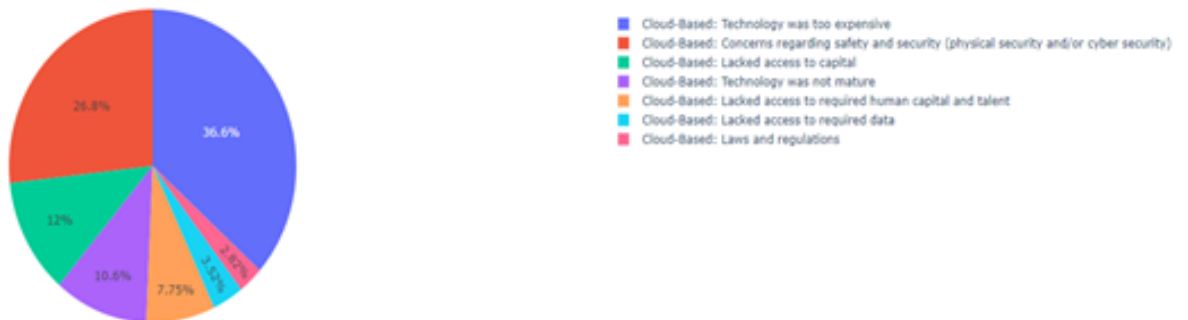 26.8%
36.6%
12%
10.6%
7.75%
3.52%
2.82%
Cloud-Based: Technology was too expensive
Cloud-Based: Concerns regarding safety and security (physical security and/or cyber security)
Cloud-Based: Lacked access to capital
Cloud-Based: Technology was not mature
Cloud-Based: Lacked access to required human capital and talent
Cloud-Based: Lacked access to required data
Cloud-Based: Laws and regulations